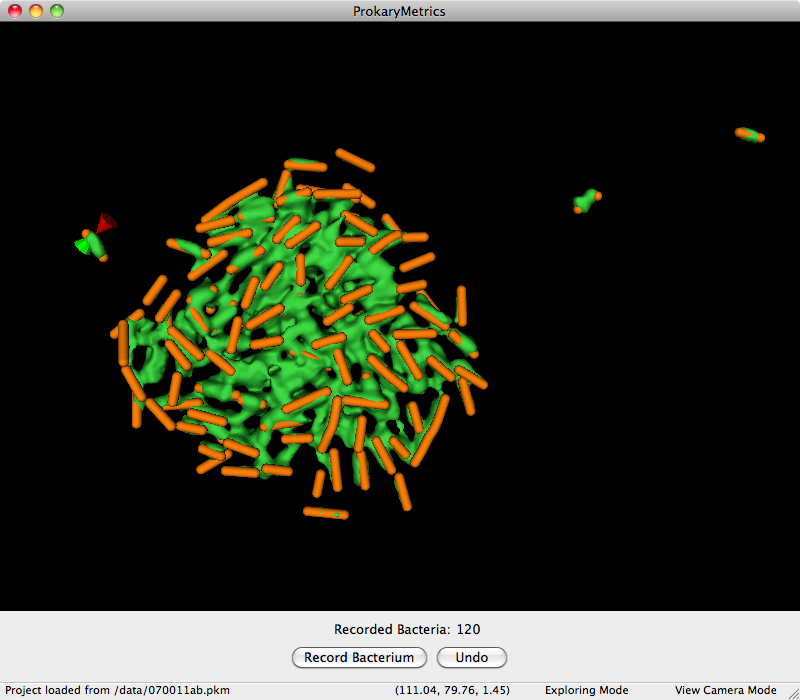 ProkaryMetrics
Recorded Bacteria: 120
Record Bacterium Undo
Project loaded from /data/070011ab.pkm (111.04, 79.76, 1.45) Exploring Mode View Camera Mode